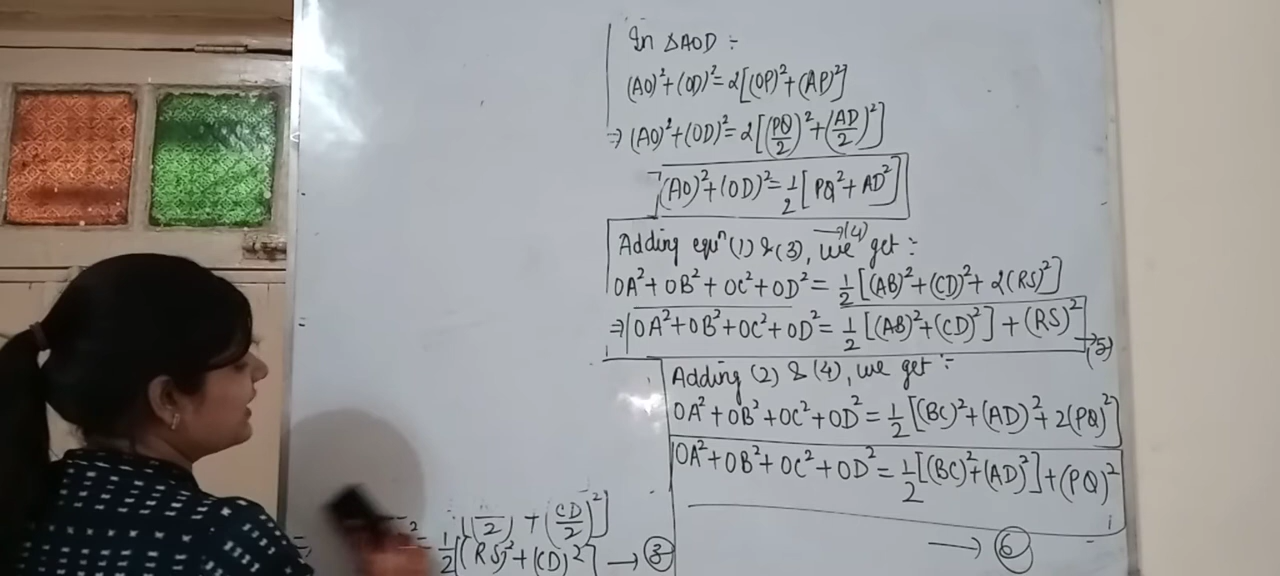 In ΔAOD :-
(AO)²+(OD)²=2[(OP)²+(AP)²]
⇒ (AO)²+(OD)²=2[(PQ/2)²+(AD/2)²]
(AO)²+(OD)²=1/2[PQ²+AD²]
→(4)
Adding equⁿ (1) & (3), we get :-
OA²+OB²+OC²+OD²=1/2[(AB)²+(CD)²+2(RS)²]
⇒ OA²+OB²+OC²+OD²=1/2[(AB)²+(CD)²]+(RS)²
→(5)
Adding (2) & (4), we get :-
OA²+OB²+OC²+OD²=1/2[(BC)²+(AD)²+2(PQ)²]
OA²+OB²+OC²+OD²=1/2[(BC)²+(AD)²]+(PQ)²
→ ⑥
2) + (CD/2)²]
²=1/2[(RS)²+(CD)²] → ③